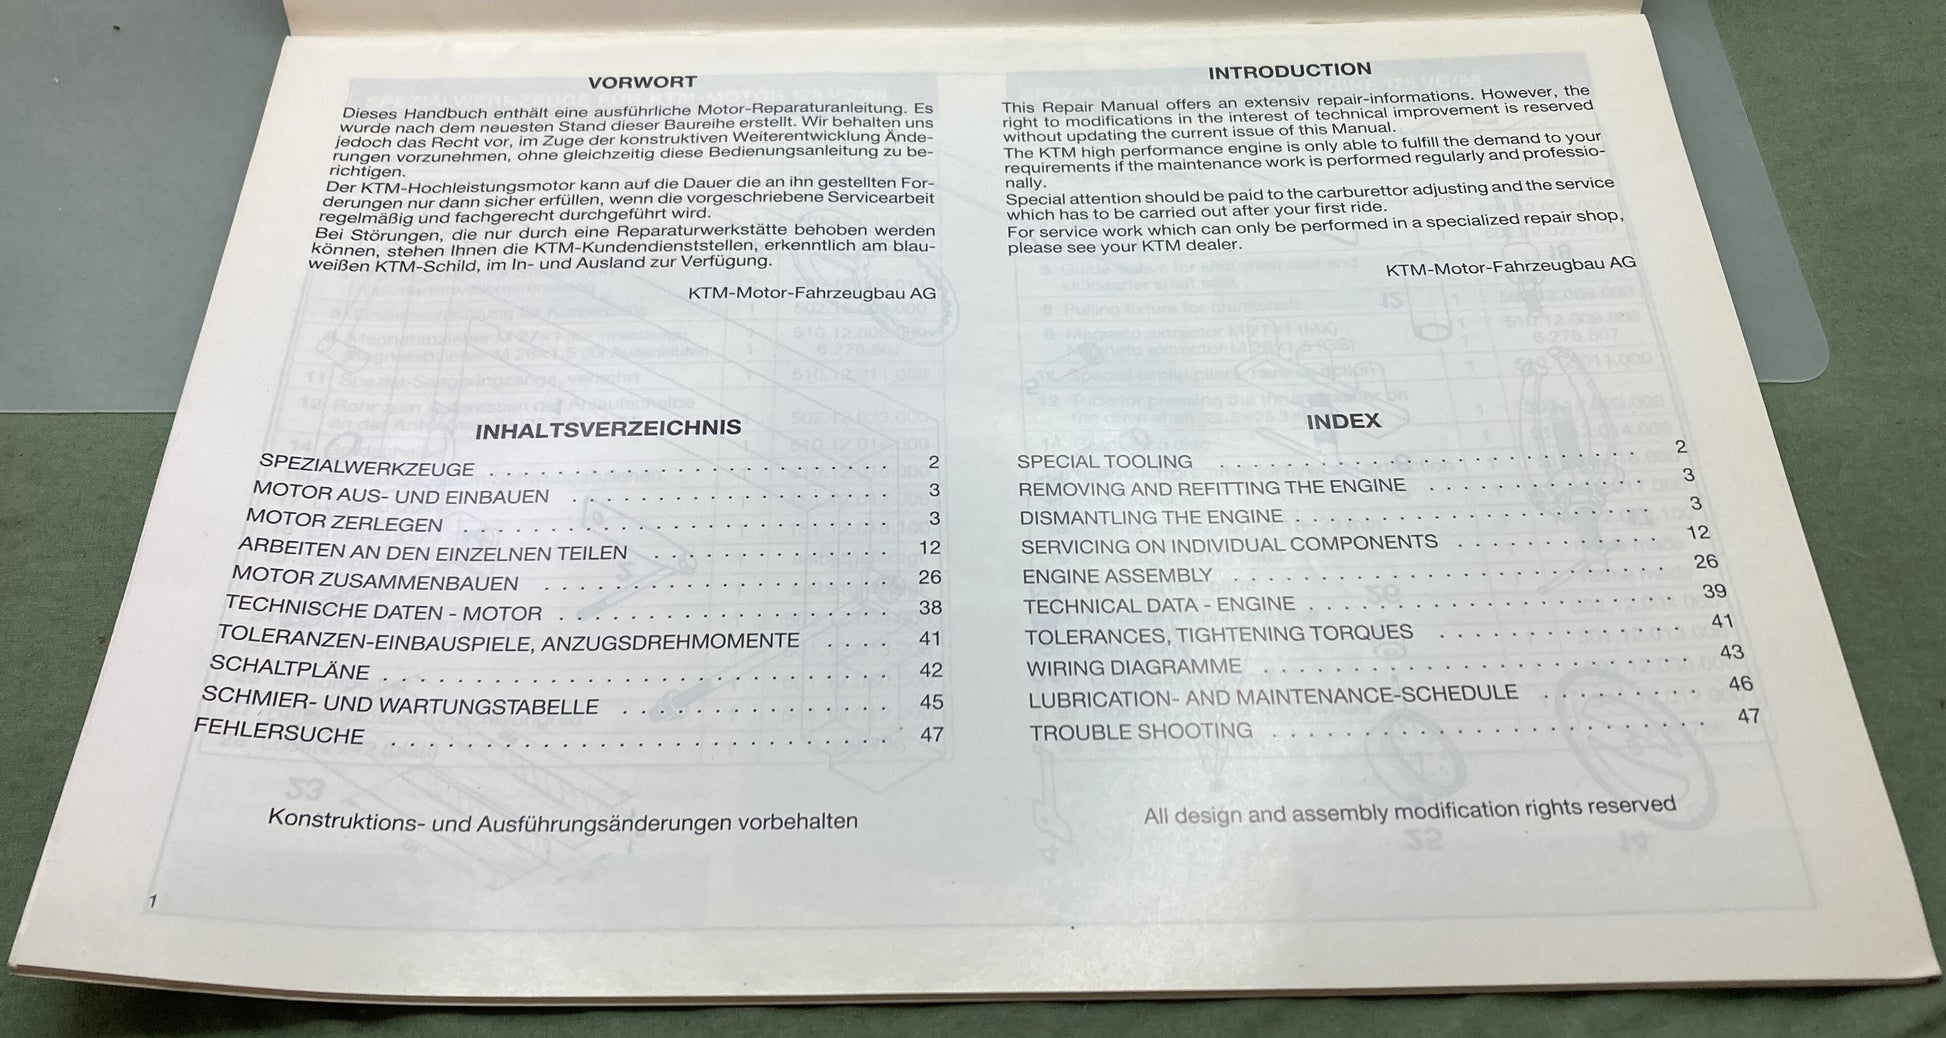 VORWORT
Dieses Handbuch enthält eine ausführliche Motor-Reparaturanleitung. Es
wurde nach dem neuesten Stand dieser Baureihe erstellt. Wir behalten uns
jedoch das Recht vor, im Zuge der konstruktiven Weiterentwicklung Ände-
rungen vorzunehmen, ohne gleichzeitig diese Bedienungsanleitung zu be-
richtigen.
Der KTM-Hochleistungsmotor kann auf die Dauer die an ihn gestellten For-
derungen nur dann sicher erfüllen, wenn die vorgeschriebene Servicearbeit
regelmäßig und fachgerecht durchgeführt wird.
Bei Störungen, die nur durch eine Reparaturwerkstätte behoben werden
können, stehen Ihnen die KTM-Kundendienststellen, erkenntlich am blau-
weißen KTM-Schild, im In- und Ausland zur Verfügung.
KTM-Motor-Fahrzeugbau AG
INHALTSVERZEICHNIS
SPEZIALWERKZEUGE . . . . . . . . . . . . . . . . . . . . . . . . 2
MOTOR AUS- UND EINBAUEN . . . . . . . . . . . . . . . . . . . 3
MOTOR ZERLEGEN . . . . . . . . . . . . . . . . . . . . . . . . . . 3
ARBEITEN AN DEN EINZELNEN TEILEN . . . . . . . . . . . . . . 12
MOTOR ZUSAMMENBAUEN . . . . . . . . . . . . . . . . . . . . . 26
TECHNISCHE DATEN - MOTOR . . . . . . . . . . . . . . . . . . . . 38
TOLERANZEN-EINBAUSPIELE, ANZUGSDREHMOMENTE . . . . 41
SCHALTPLÄNE . . . . . . . . . . . . . . . . . . . . . . . . . . . . 42
SCHMIER- UND WARTUNGSTABELLE . . . . . . . . . . . . . . . 45
FEHLERSUCHE . . . . . . . . . . . . . . . . . . . . . . . . . . . 47
Konstruktions- und Ausführungsänderungen vorbehalten
1
INTRODUCTION
This Repair Manual offers an extensiv repair-informations. However, the
right to modifications in the interest of technical improvement is reserved
without updating the current issue of this Manual.
The KTM high performance engine is only able to fulfill the demand to your
requirements if the maintenance work is performed regularly and professio-
nally.
Special attention should be paid to the carburettor adjusting and the service
which has to be carried out after your first ride.
For service work which can only be performed in a specialized repair shop,
please see your KTM dealer.
KTM-Motor-Fahrzeugbau AG
INDEX
SPECIAL TOOLING . . . . . . . . . . . . . . . . . . . . . . . . 2
REMOVING AND REFITTING THE ENGINE . . . . . . . . . . . . . 3
DISMANTLING THE ENGINE . . . . . . . . . . . . . . . . . . . . . 3
SERVICING ON INDIVIDUAL COMPONENTS . . . . . . . . . . . . 12
ENGINE ASSEMBLY . . . . . . . . . . . . . . . . . . . . . . . . . 26
TECHNICAL DATA - ENGINE . . . . . . . . . . . . . . . . . . . . . 39
TOLERANCES, TIGHTENING TORQUES . . . . . . . . . . . . . . . 41
WIRING DIAGRAMME . . . . . . . . . . . . . . . . . . . . . . . . 43
LUBRICATION- AND MAINTENANCE-SCHEDULE . . . . . . . . . 46
TROUBLE SHOOTING . . . . . . . . . . . . . . . . . . . . . . . . 47
All design and assembly modification rights reserved